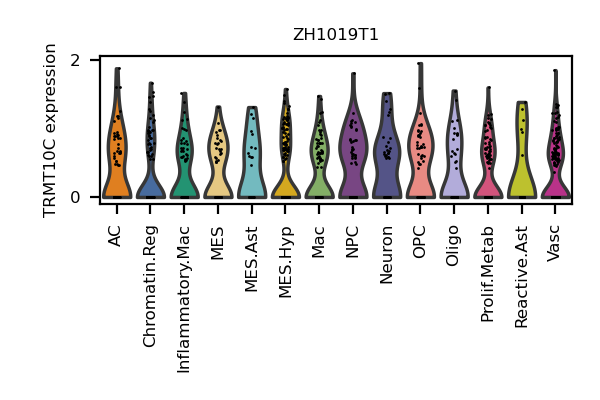 ZH1019T1
TRMT10C expression
2
0
AC
Chromatin.Reg
Inflammatory.Mac
MES
MES.Ast
MES.Hyp
Mac
NPC
Neuron
OPC
Oligo
Prolif.Metab
Reactive.Ast
Vasc